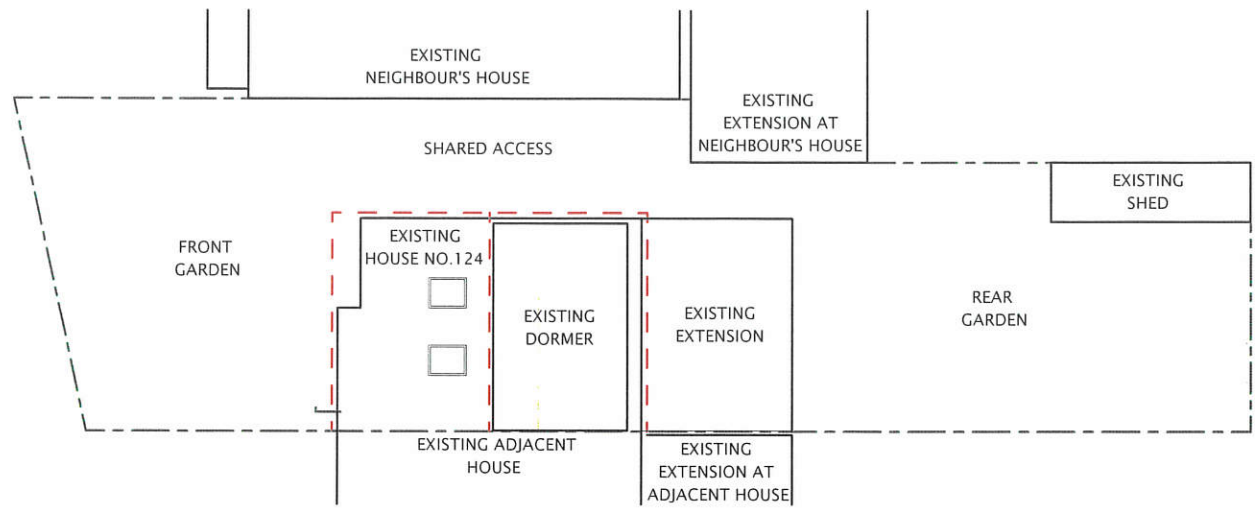 EXISTING
NEIGHBOUR'S HOUSE
EXISTING
EXTENSION AT
NEIGHBOUR'S HOUSE
SHARED ACCESS
EXISTING
SHED
FRONT
GARDEN
EXISTING
HOUSE NO.124
EXISTING
DORMER
EXISTING
EXTENSION
REAR
GARDEN
EXISTING ADJACENT
HOUSE
EXISTING
EXTENSION AT
ADJACENT HOUSE